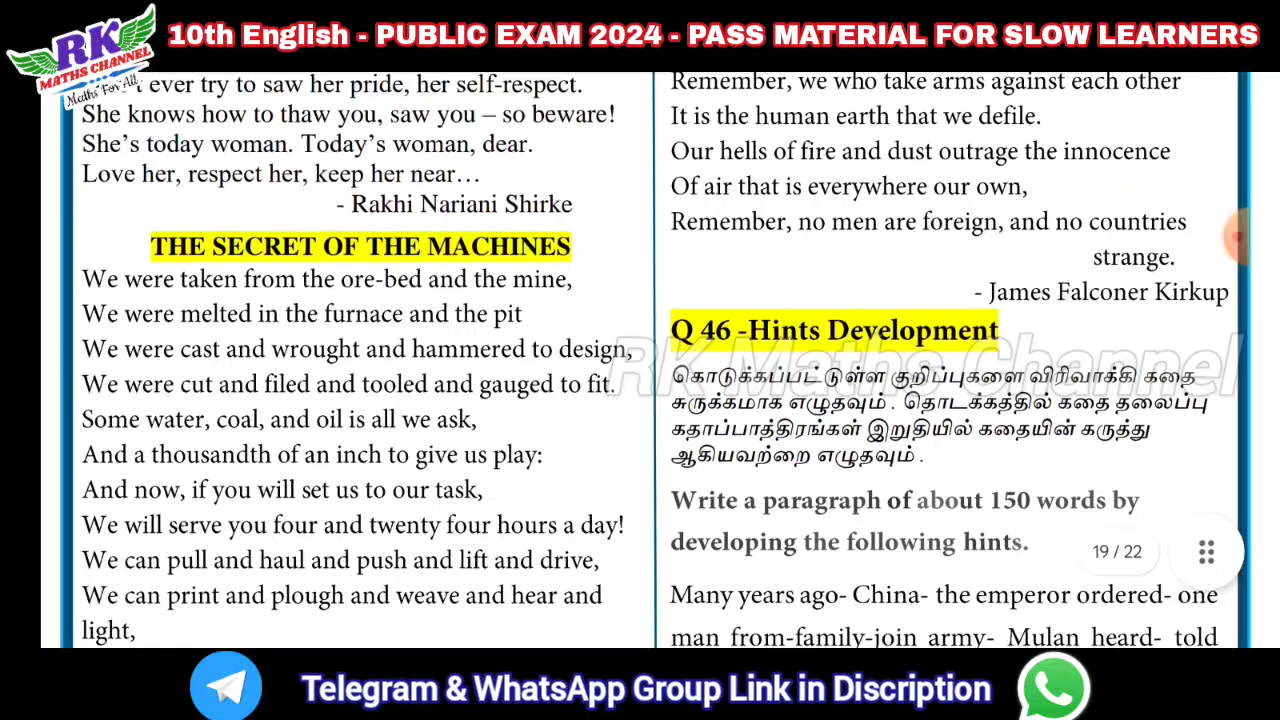 10th English - PUBLIC EXAM 2024 - PASS MATERIAL FOR SLOW LEARNERS
RK
MATHS CHANNEL
Maths For All
ever try to saw her pride, her self-respect.
She knows how to thaw you, saw you – so beware!
She's today woman. Today's woman, dear.
Love her, respect her, keep her near…
- Rakhi Nariani Shirke
THE SECRET OF THE MACHINES
We were taken from the ore-bed and the mine,
We were melted in the furnace and the pit
We were cast and wrought and hammered to design,
We were cut and filed and tooled and gauged to fit.
Some water, coal, and oil is all we ask,
And a thousandth of an inch to give us play:
And now, if you will set us to our task,
We will serve you four and twenty four hours a day!
We can pull and haul and push and lift and drive,
We can print and plough and weave and hear and
light,
Remember, we who take arms against each other
It is the human earth that we defile.
Our hells of fire and dust outrage the innocence
Of air that is everywhere our own,
Remember, no men are foreign, and no countries
strange.
- James Falconer Kirkup
Q 46 -Hints Development
RK Maths Channel
கொடுக்கப்பட்டுள்ள குறிப்புகளை விரிவாக்கி கதை
சுருக்கமாக எழுதவும் . தொடக்கத்தில் கதை தலைப்பு
கதாப்பாத்திரங்கள் இறுதியில் கதையின் கருத்து
ஆகியவற்றை எழுதவும் .
Write a paragraph of about 150 words by
developing the following hints.
19 / 22
Many years ago- China- the emperor ordered- one
man from-family-join army- Mulan heard- told
Telegram & WhatsApp Group Link in Discription